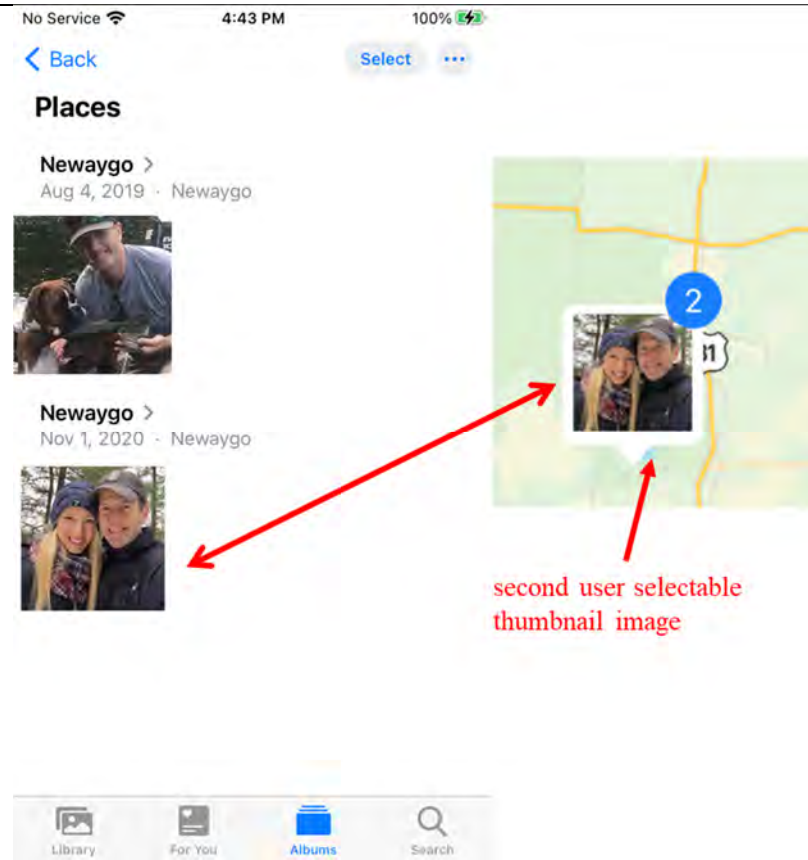 No Service 4:43 PM 100%
Back Select ...
Places
Newaygo >
Aug 4, 2019 · Newaygo
2
31
Newaygo >
Nov 1, 2020 · Newaygo
second user selectable
thumbnail image
Library For You Albums Search